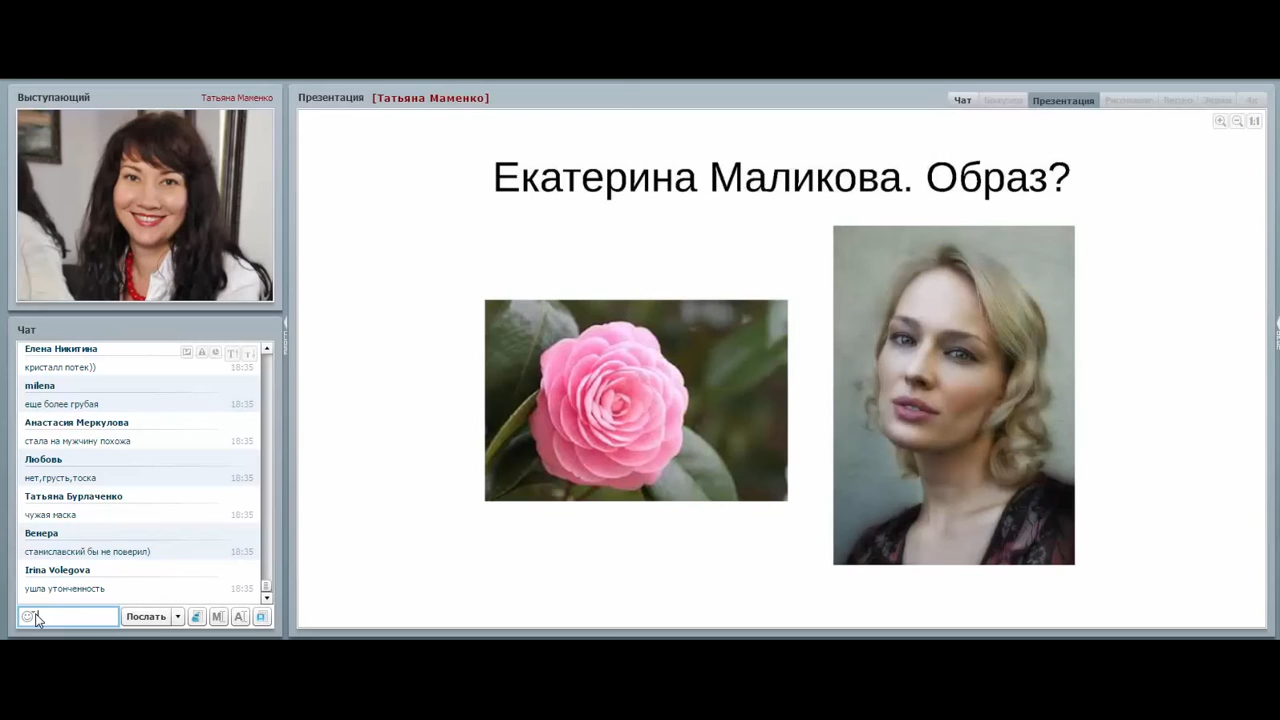 Выступающий
Татьяна Маменко
Презентация [Татьяна Маменко]
Чат
Презентация
Екатерина Маликова. Образ?
Чат
Елена Никитина
кристалл потек))
18:35
milena
еще более грубая
18:35
Анастасия Меркулова
стала на мужчину похожа
18:35
Любовь
нет,грусть,тоска
18:35
Татьяна Бурлаченко
чужая маска
18:35
Венера
станиславский бы не поверил)
18:35
Irina Volegova
ушла утонченность
18:35
Послать